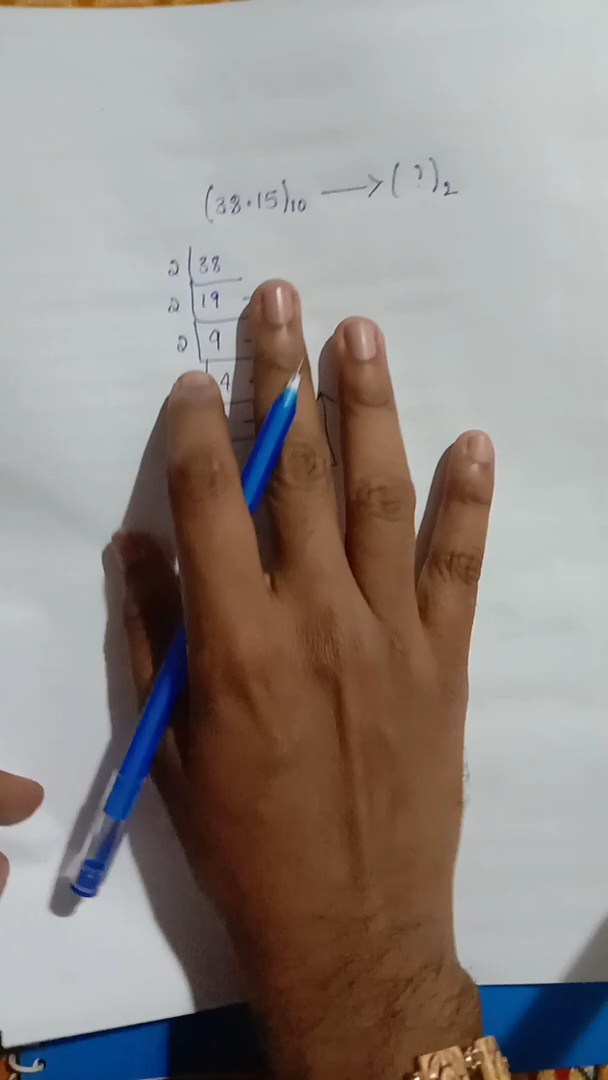 (38.15)10 → (?)2
2 | 38
2 | 19 -
2 | 9 -
4 -